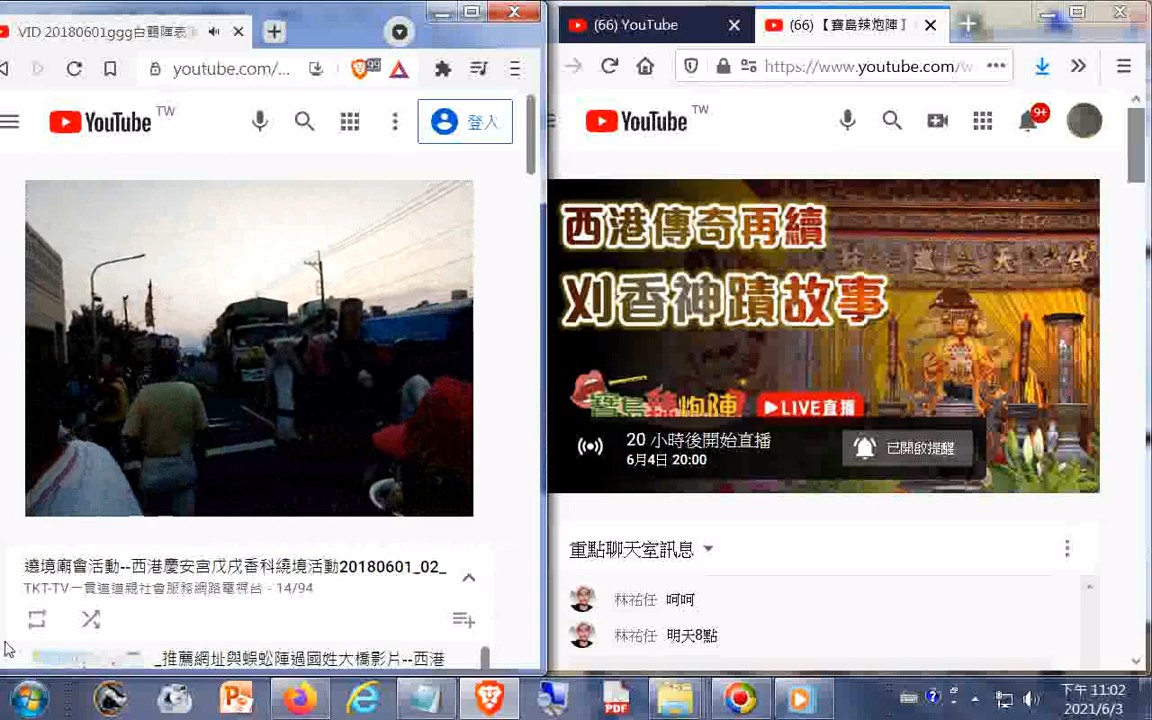 VID 20180601ggg白鶴陣表
youtube.com/...
99
YouTube TW
登入
遶境廟會活動--西港慶安宮戊戌香科繞境活動20180601_02_
TKT-TV一貫道道親社會服務網路電視台 - 14/94
_推薦網址與蜈蚣陣過國姓大橋影片--西港
(66) YouTube
(66) 【寶島辣炮陣】
https://www.youtube.com/w
YouTube TW
9+
西港傳奇再續
刈香神蹟故事
寶島辣炮陣
LIVE直播
20 小時後開始直播
6月4日 20:00
已開啟提醒
重點聊天室訊息
林祐任 呵呵
林祐任 明天8點
PDF
下午 11:02
2021/6/3